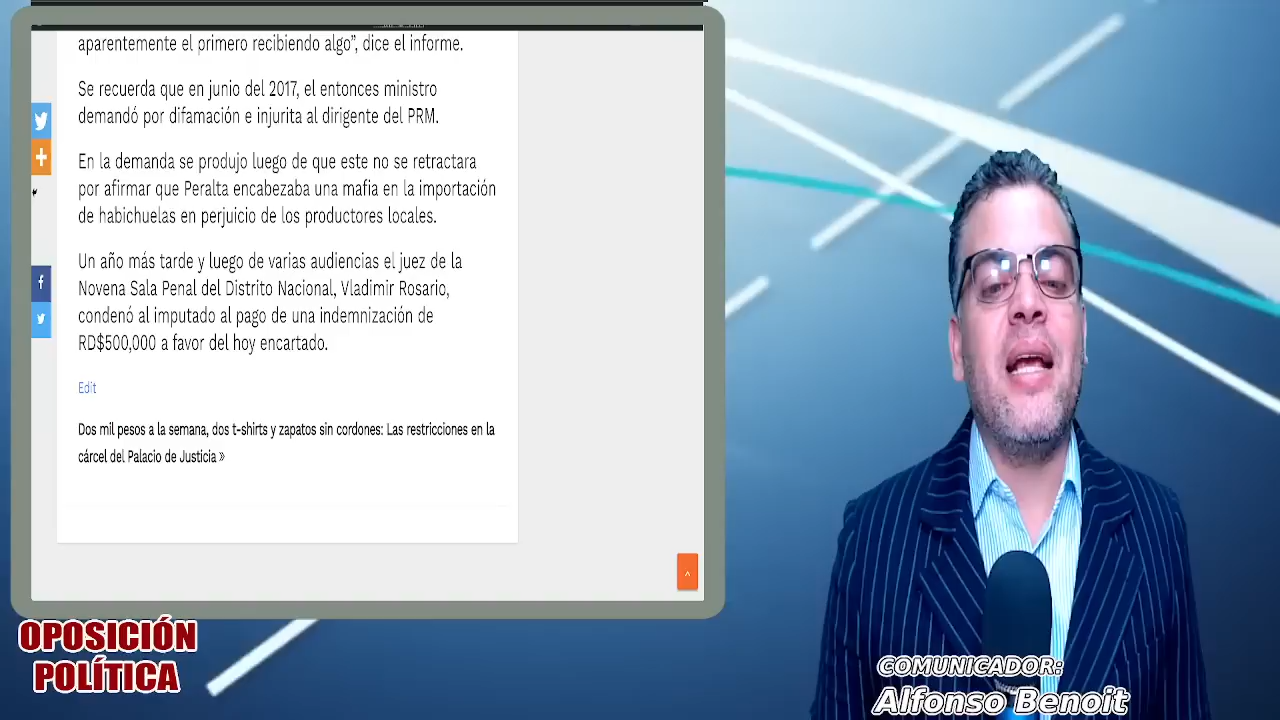 aparentemente el primero recibiendo algo”, dice el informe.
Se recuerda que en junio del 2017, el entonces ministro
demandó por difamación e injurita al dirigente del PRM.
En la demanda se produjo luego de que este no se retractara
por afirmar que Peralta encabezaba una mafia en la importación
de habichuelas en perjuicio de los productores locales.
Un año más tarde y luego de varias audiencias el juez de la
Novena Sala Penal del Distrito Nacional, Vladimir Rosario,
condenó al imputado al pago de una indemnización de
RD$500,000 a favor del hoy encartado.
Edit
Dos mil pesos a la semana, dos t-shirts y zapatos sin cordones: Las restricciones en la
cárcel del Palacio de Justicia »
OPOSICIÓN
POLÍTICA
COMUNICADOR:
Alfonso Benoit